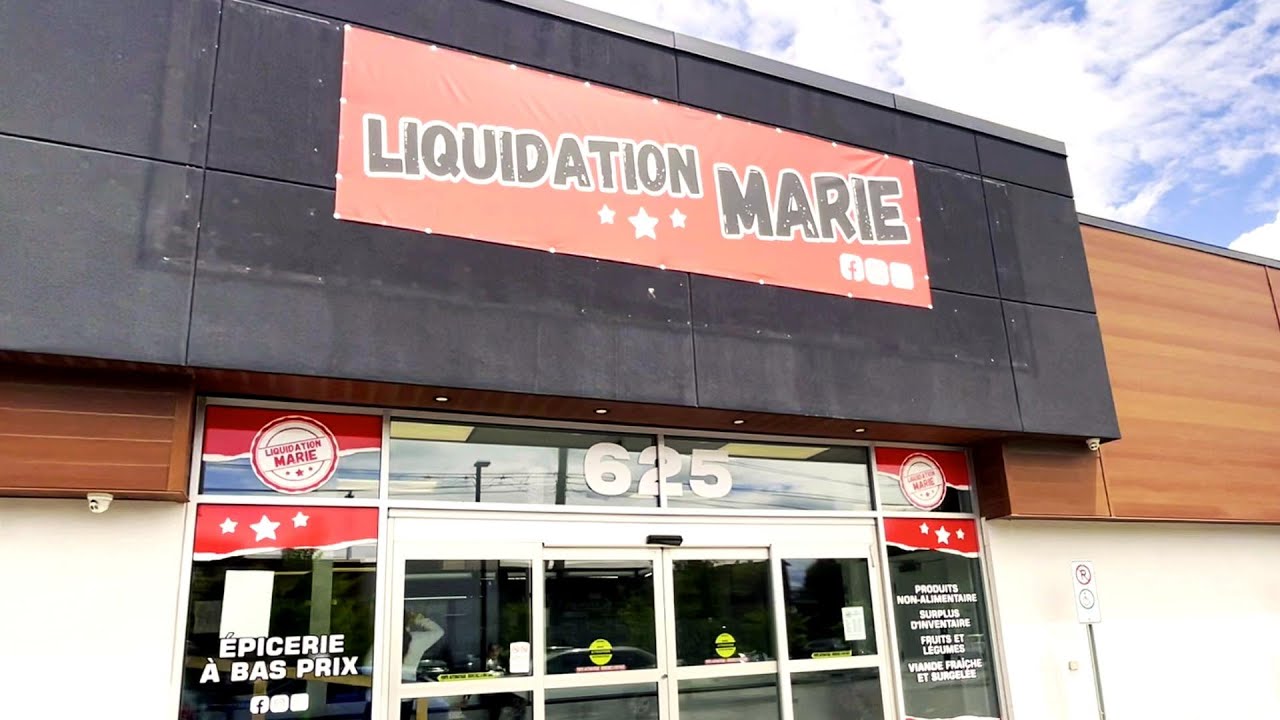 LIQUIDATION MARIE
625
LIQUIDATION
MARIE
LIQUIDATION
MARIE
ÉPICERIE
À BAS PRIX
PRODUITS
NON-ALIMENTAIRE
SURPLUS
D'INVENTAIRE
FRUITS ET
LÉGUMES
VIANDE FRAÎCHE
ET SURGELÉE